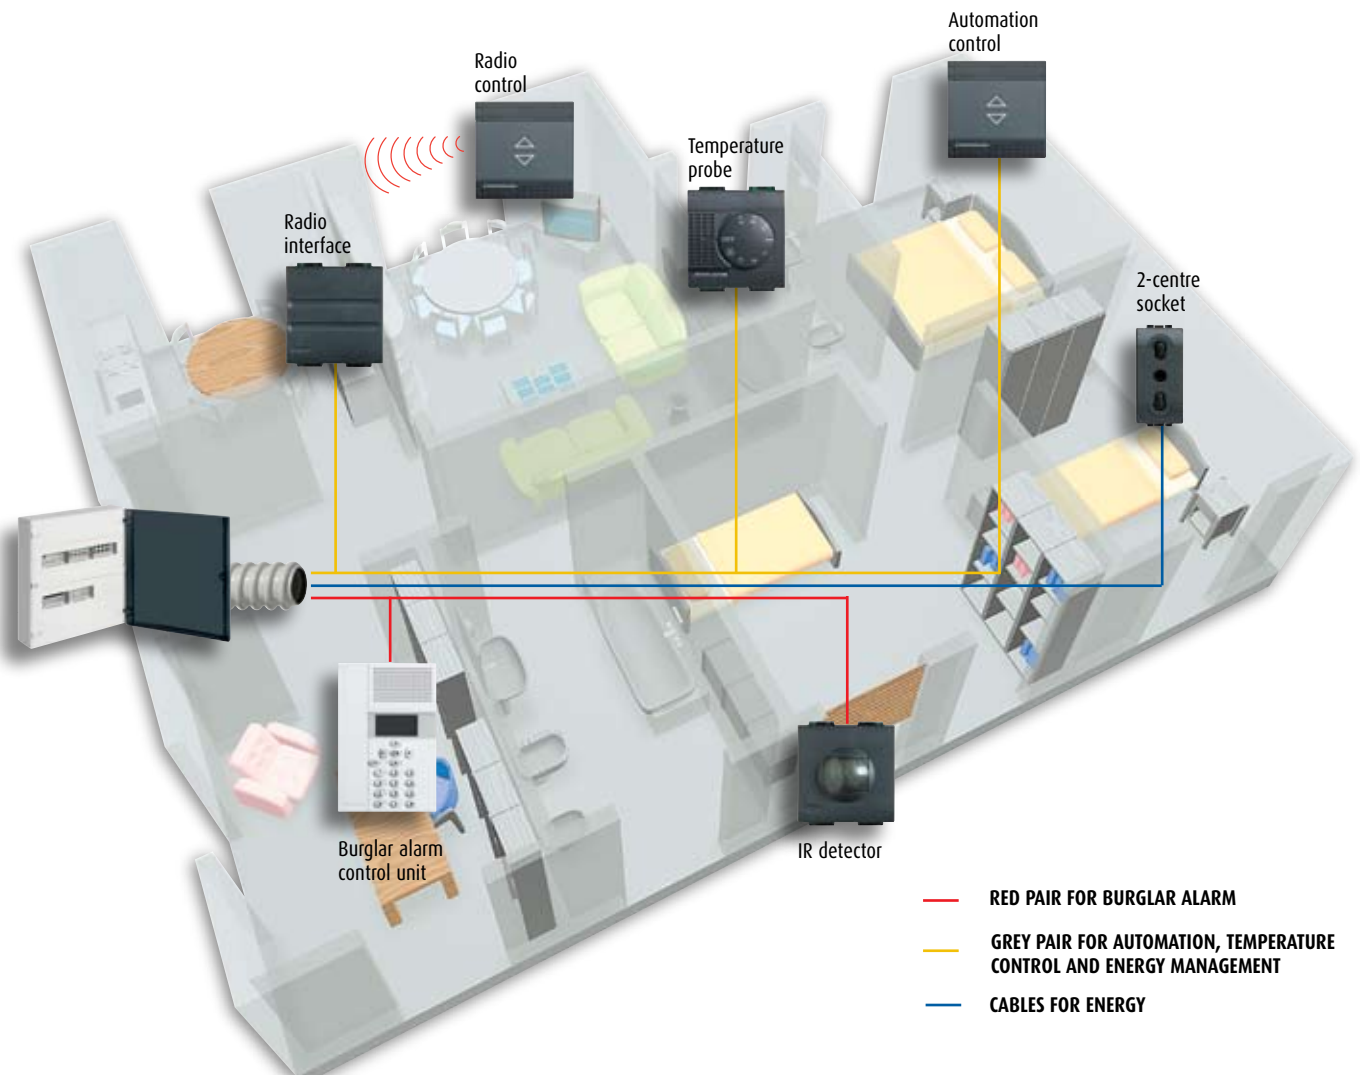 Automation
control
Radio
control
Temperature
probe
Radio
interface
2-centre
socket
Burglar alarm
control unit
IR detector
RED PAIR FOR BURGLAR ALARM
GREY PAIR FOR AUTOMATION, TEMPERATURE
CONTROL AND ENERGY MANAGEMENT
CABLES FOR ENERGY